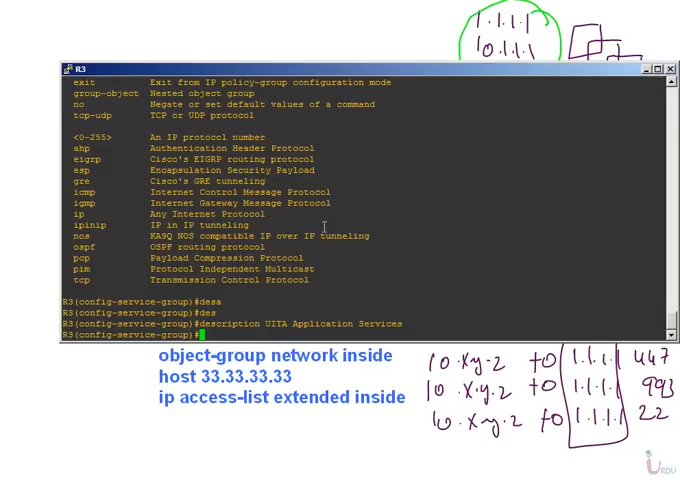 1.1.1.1
10.1.1.1
R3
exit Exit from IP policy-group configuration mode
group-object Nested object group
no Negate or set default values of a command
tcp-udp TCP or UDP protocol
<0-255> An IP protocol number
ahp Authentication Header Protocol
eigrp Cisco's EIGRP routing protocol
esp Encapsulation Security Payload
gre Cisco's GRE tunneling
icmp Internet Control Message Protocol
igmp Internet Gateway Message Protocol
ip Any Internet Protocol
ipinip IP in IP tunneling
nos KA9Q NOS compatible IP over IP tunneling
ospf OSPF routing protocol
pcp Payload Compression Protocol
pim Protocol Independent Multicast
tcp Transmission Control Protocol
R3(config-service-group)#desa
R3(config-service-group)#des
R3(config-service-group)#description UITA Application Services
R3(config-service-group)#
object-group network inside
host 33.33.33.33
ip access-list extended inside
10.xy.2 to 1.1.1.1 447
10.x.y.2 to 1.1.1.1 993
10.xy.2 to 1.1.1.1 22
URDU